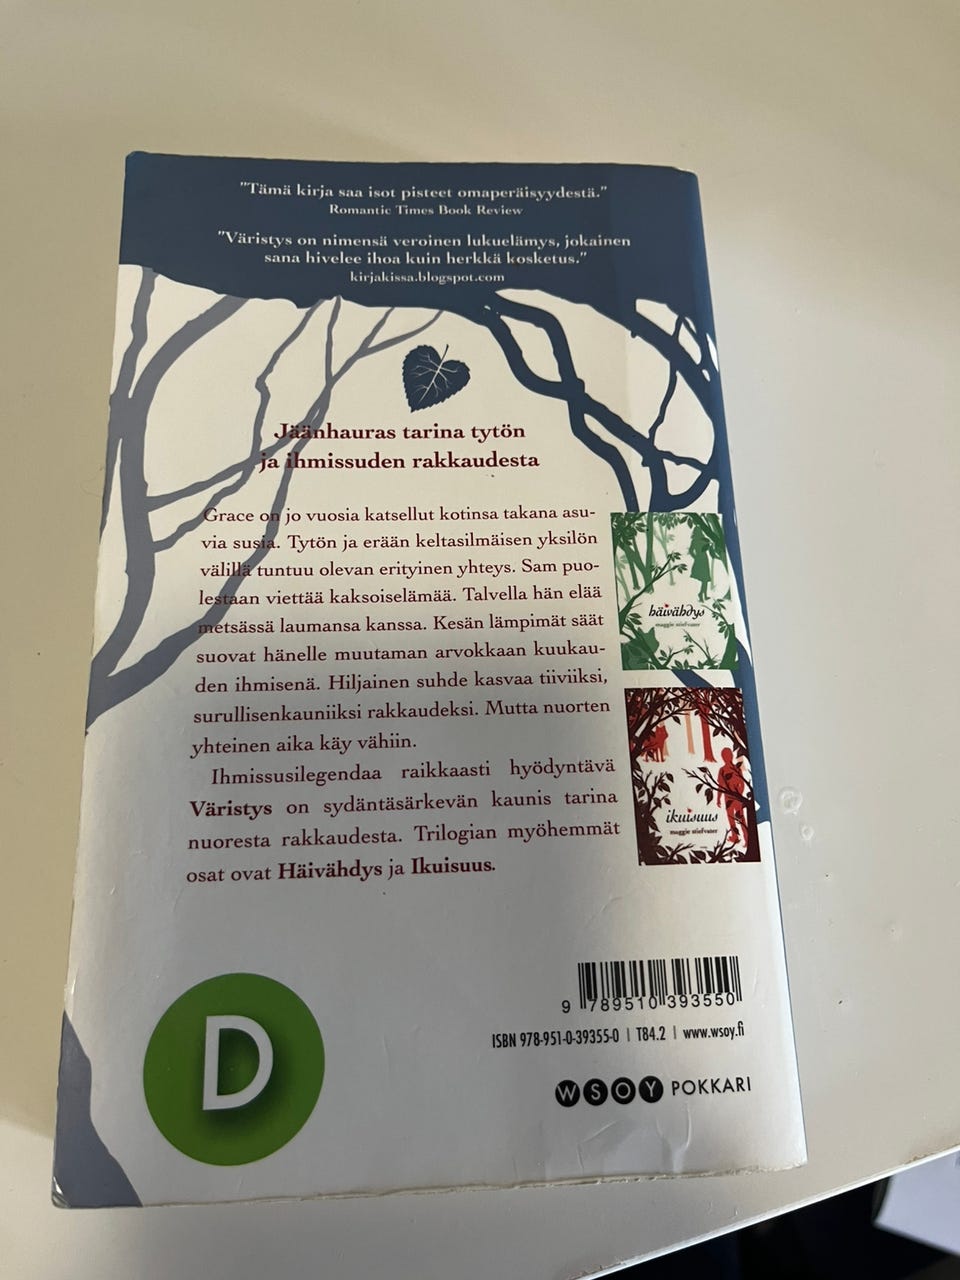 "Tämä kirja saa isot pisteet omaperäisyydestä."
Romantic Times Book Review
"Väristys on nimensä veroinen lukuelämys, jokainen
sana hivelee ihoa kuin herkkä kosketus."
kirjakissa.blogspot.com
Jäänhauras tarina tytön
ja ihmissuden rakkaudesta
Grace on jo vuosia katsellut kotinsa takana asu-
via susia. Tytön ja erään keltasilmäisen yksilön
välillä tuntuu olevan erityinen yhteys. Sam puo-
lestaan viettää kaksoiselämää. Talvella hän elää
metsässä laumansa kanssa. Kesän lämpimät säät
suovat hänelle muutaman arvokkaan kuukau-
den ihmisenä. Hiljainen suhde kasvaa tiiviiksi,
surullisenkauniiksi rakkaudeksi. Mutta nuorten
yhteinen aika käy vähiin.
Ihmissusilegendaa raikkaasti hyödyntävä
Väristys on sydäntäsärkevän kaunis tarina
nuoresta rakkaudesta. Trilogian myöhemmät
osat ovat Häivähdys ja Ikuisuus.
häivähdys
maggie stiefvater
ikuisuus
maggie stiefvater
9 789510 393550
ISBN 978-951-0-39355-0 | T84.2 | www.wsoy.fi
WSOY POKKARI
D